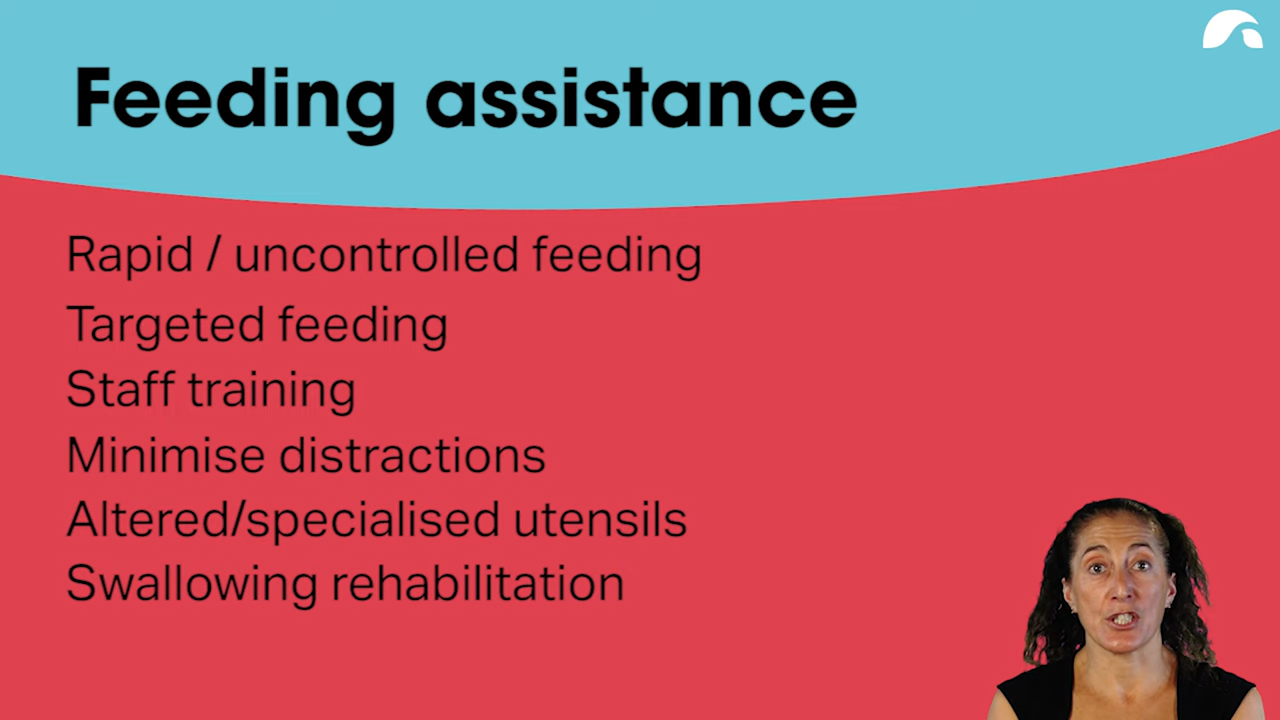 Feeding assistance
Rapid / uncontrolled feeding
Targeted feeding
Staff training
Minimise distractions
Altered/specialised utensils
Swallowing rehabilitation